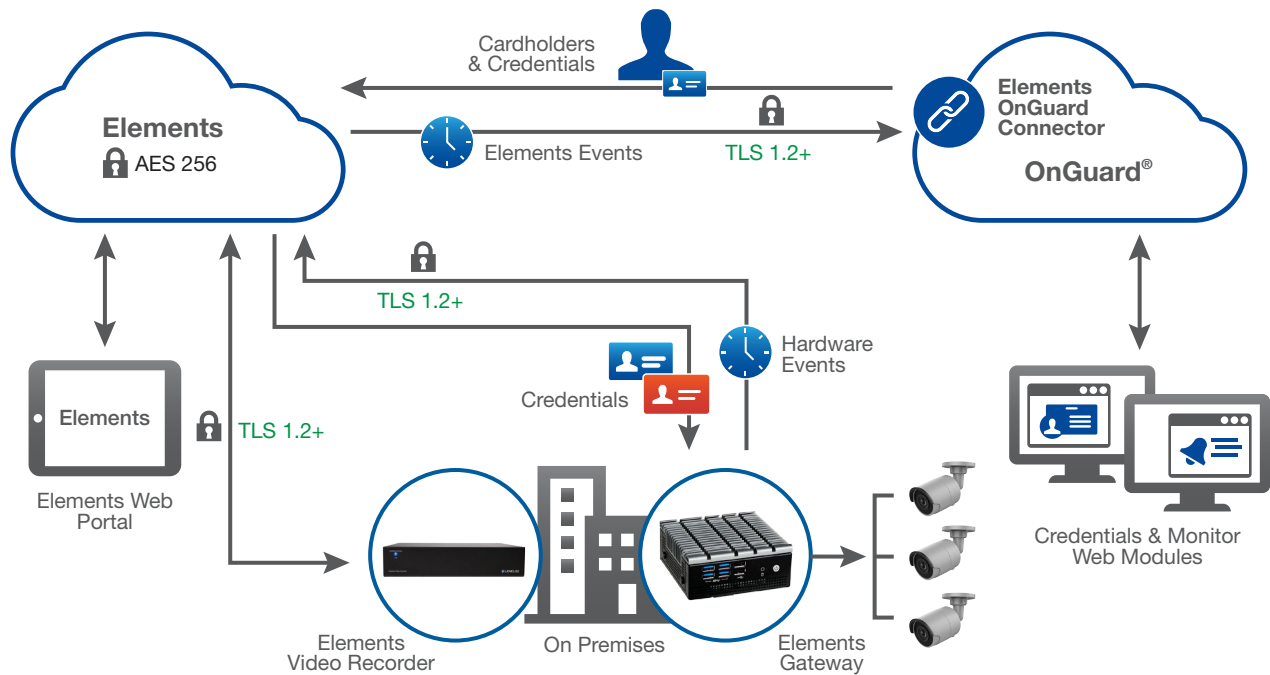 Cardholders
& Credentials
Elements
OnGuard
Connector
Elements
AES 256
Elements Events
TLS 1.2+
OnGuard®
TLS 1.2+
Hardware
Events
Credentials
Elements
TLS 1.2+
Elements Web
Portal
Credentials & Monitor
Web Modules
Elements
Video Recorder
On Premises
Elements
Gateway